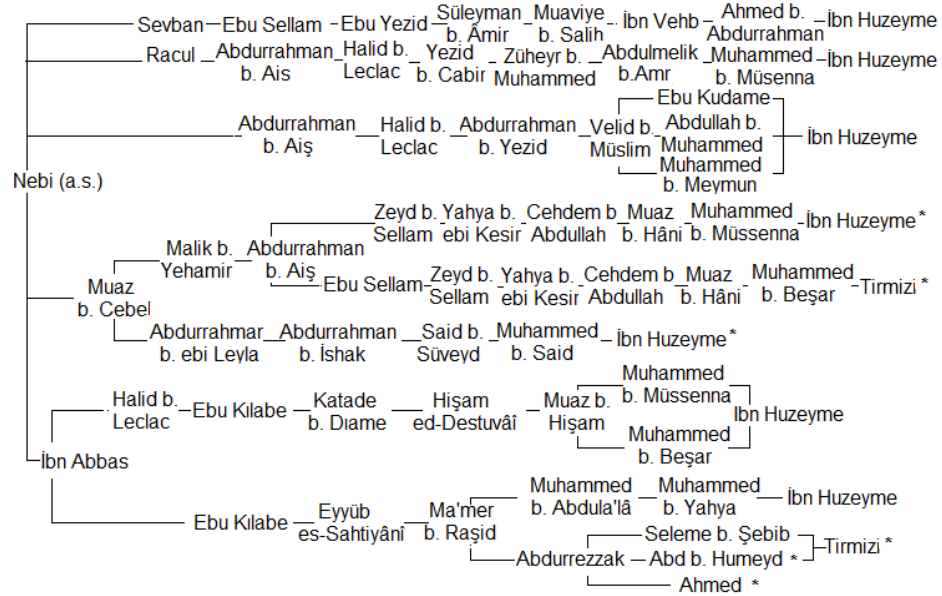 Sevban Ebu Sellam Ebu Yezid Süleyman b. Âmir Muaviye b. Salih İbn Vehb Ahmed b. Abdurrahman İbn Huzeyme
Racul Abdurrahman b. Ais Halid b. Leclac Yezid b. Cabir Züheyr b. Muhammed Abdulmelik b.Amr Muhammed b. Müsenna İbn Huzeyme
Ebu Kudame
Abdurrahman b. Aiş Halid b. Leclac Abdurrahman b. Yezid Velid b. Müslim Abdullah b. Muhammed İbn Huzeyme
Muhammed b. Meymun
Nebi (a.s.)
Zeyd b. Sellam Yahya b. ebi Kesir Cehdem b Abdullah Muaz b. Hâni Muhammed b. Müssenna İbn Huzeyme *
Malik b. Yehamir Abdurrahman b. Aiş
Ebu Sellam Zeyd b. Sellam Yahya b. ebi Kesir Cehdem b Abdullah Muaz b. Hâni Muhammed b. Beşar Tirmizi *
Muaz b. Cebel
Abdurrahmar b. ebi Leyla Abdurrahman b. İshak Said b. Süveyd Muhammed b. Said İbn Huzeyme *
Muhammed b. Müssenna
Halid b. Leclac Ebu Kılabe Katade b. Dıame Hişam ed-Destuvâî Muaz b. Hişam İbn Huzeyme
Muhammed b. Beşar
İbn Abbas
Muhammed b. Abdula'lâ Muhammed b. Yahya İbn Huzeyme
Ebu Kılabe Eyyüb es-Sahtiyânî Ma'mer b. Raşid
Seleme b. Şebib
Abdurrezzak Abd b. Humeyd * Tirmizi *
Ahmed *